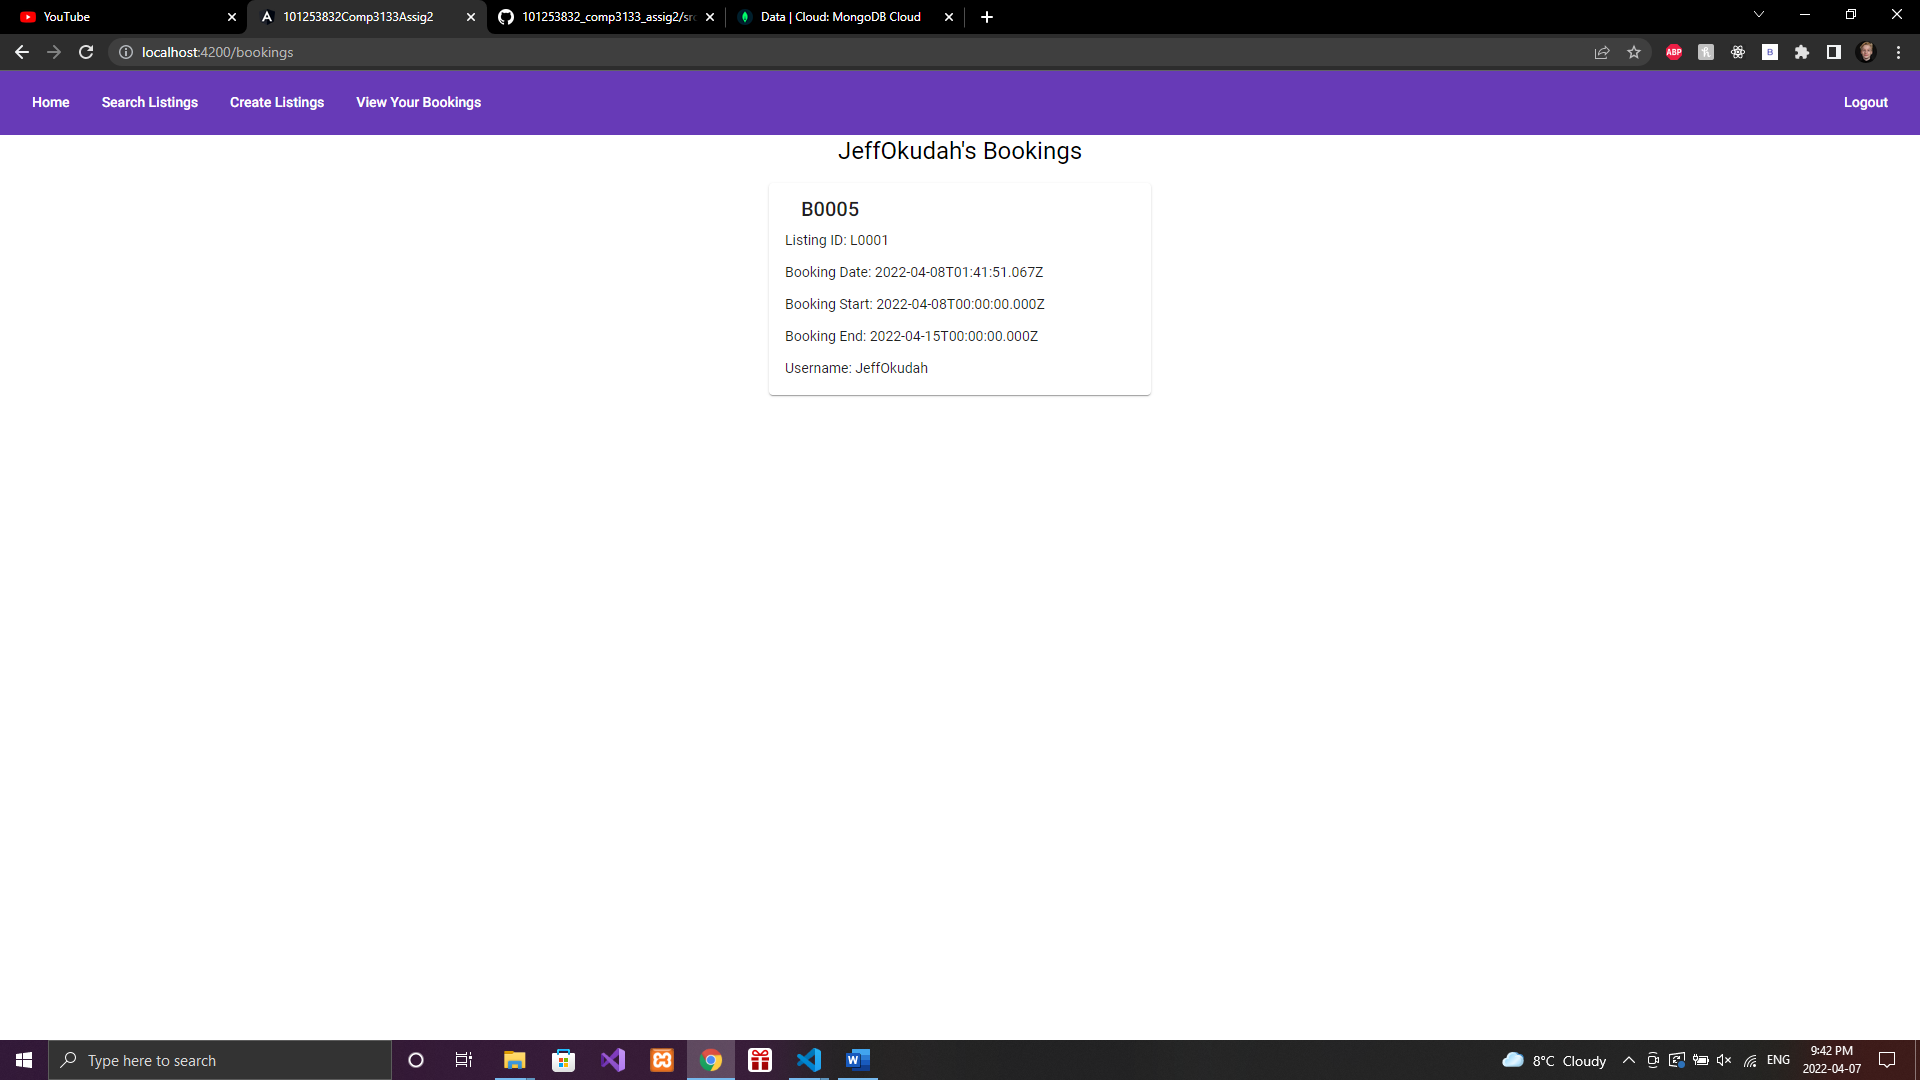 YouTube
101253832Comp3133Assig2
101253832_comp3133_assig2/src
Data | Cloud: MongoDB Cloud
localhost:4200/bookings
ABP
B
Home
Search Listings
Create Listings
View Your Bookings
Logout
JeffOkudah's Bookings
B0005
Listing ID: L0001
Booking Date: 2022-04-08T01:41:51.067Z
Booking Start: 2022-04-08T00:00:00.000Z
Booking End: 2022-04-15T00:00:00.000Z
Username: JeffOkudah
Type here to search
8°C Cloudy
ENG
9:42 PM
2022-04-07